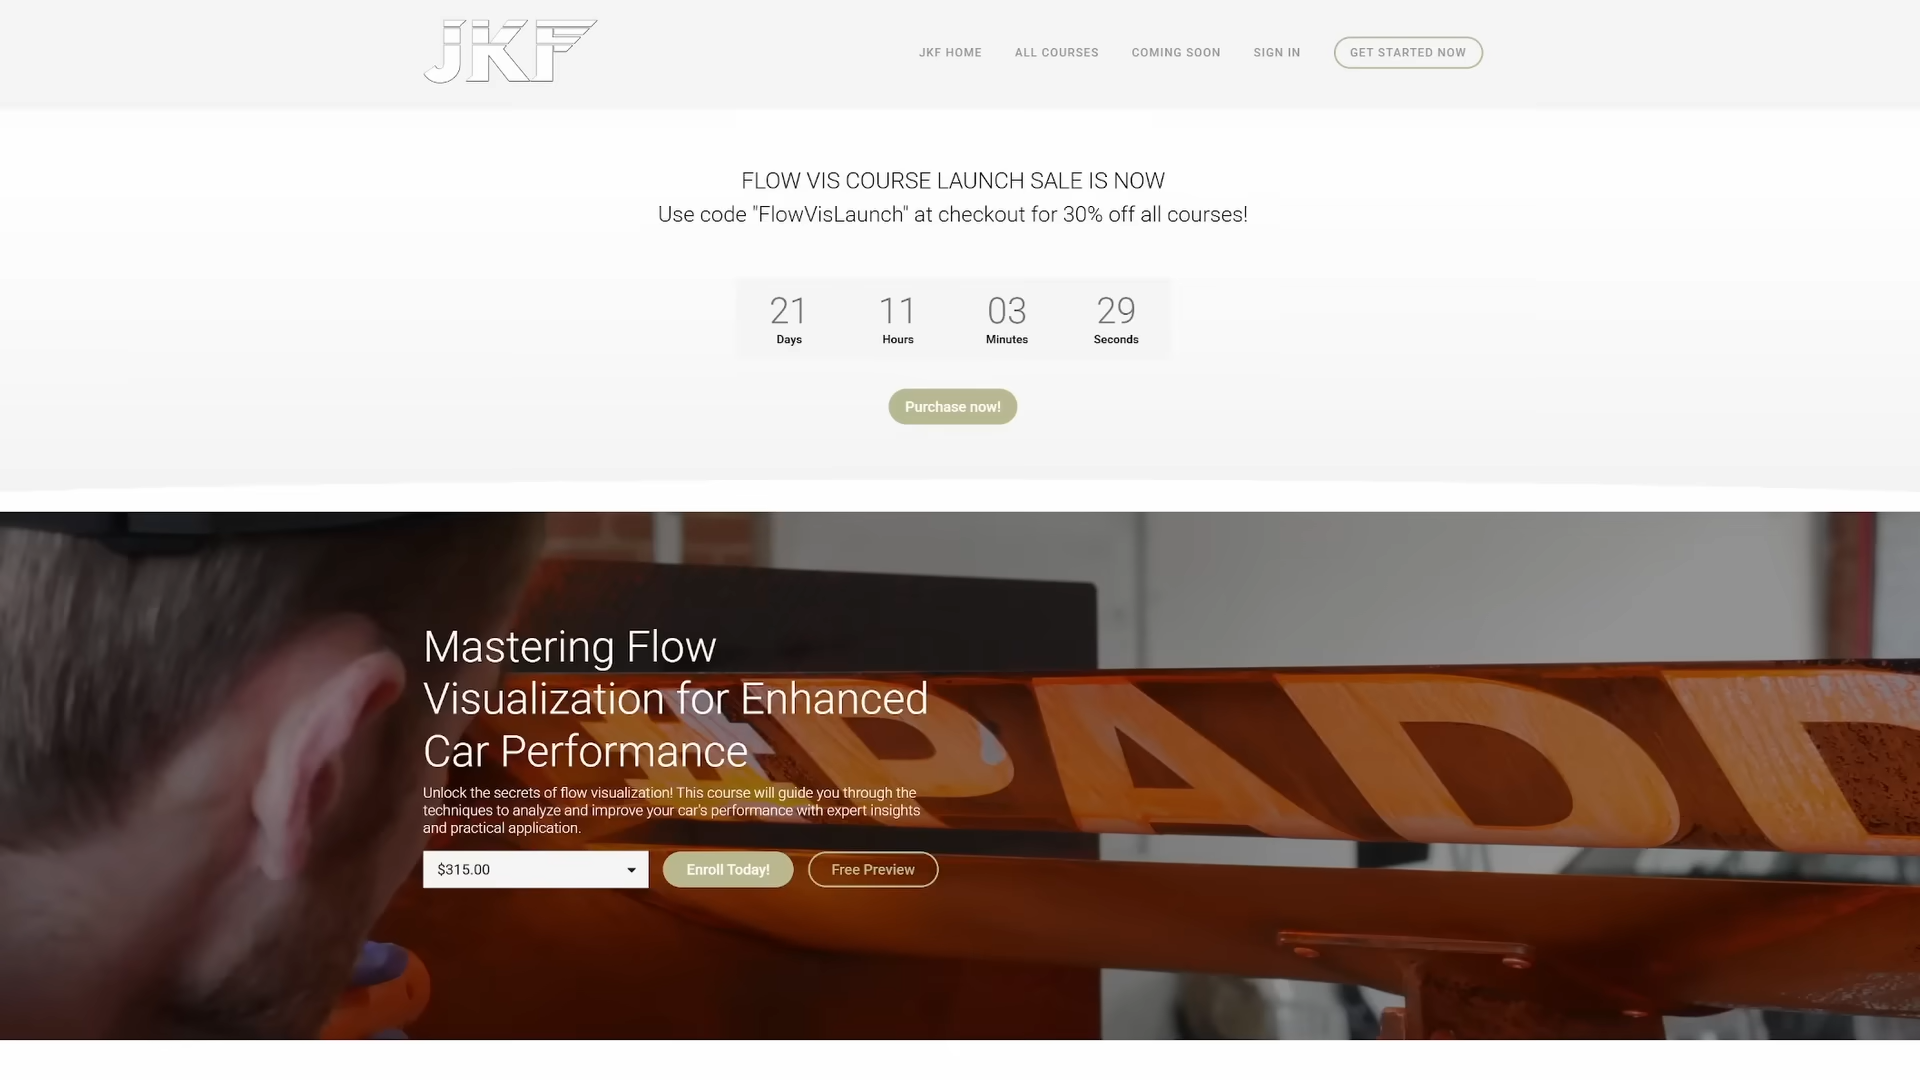 JKF
JKF HOME ALL COURSES COMING SOON SIGN IN GET STARTED NOW
FLOW VIS COURSE LAUNCH SALE IS NOW
Use code "FlowVisLaunch" at checkout for 30% off all courses!
21 11 03 29
Days Hours Minutes Seconds
Purchase now!
Mastering Flow
Visualization for Enhanced
Car Performance
Unlock the secrets of flow visualization! This course will guide you through the
techniques to analyze and improve your car's performance with expert insights
and practical application.
$315.00 Enroll Today! Free Preview
#PADD